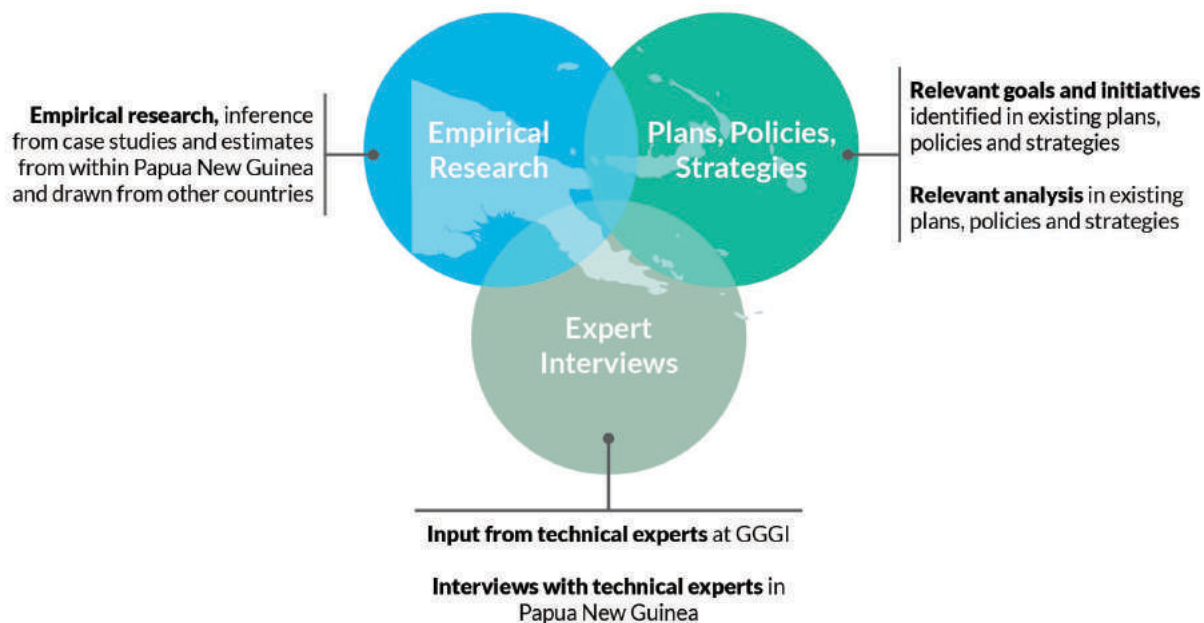 Empirical research, inference
from case studies and estimates
from within Papua New Guinea
and drawn from other countries
Empirical
Research
Plans, Policies,
Strategies
Relevant goals and initiatives
identified in existing plans,
policies and strategies
Relevant analysis in existing
plans, policies and strategies
Expert
Interviews
Input from technical experts at GGGI
Interviews with technical experts in
Papua New Guinea